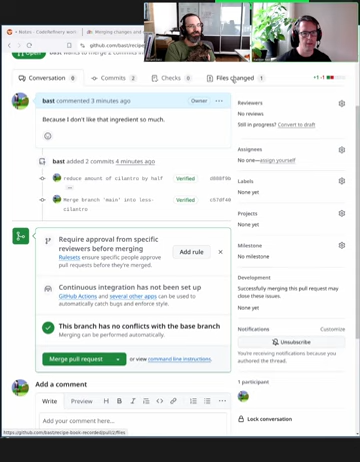 github.com/bast/recipe-
Conversation 0
Commits 2
Checks 0
Files changed 1
+1 -1
bast commented 3 minutes ago
Owner
Because I don't like that ingredient so much.
bast added 2 commits 4 minutes ago
reduce amount of cilantro by half
Verified
Merge branch 'main' into less-cilantro
Verified
Require approval from specific reviewers before merging
Rulesets ensure specific people approve pull requests before they're merged.
Add rule
Continuous integration has not been set up
GitHub Actions and several other apps can be used to automatically catch bugs and enforce style.
This branch has no conflicts with the base branch
Merging can be performed automatically.
Merge pull request
or view command line instructions.
Add a comment
Write
Preview
Add your comment here...
Reviewers
No reviews
Still in progress? Convert to draft
Assignees
No one—assign yourself
Labels
None yet
Projects
None yet
Milestone
No milestone
Development
Successfully merging this pull request may close these issues.
None yet
Notifications
Customize
Unsubscribe
You're receiving notifications because you authored the thread.
1 participant
Lock conversation